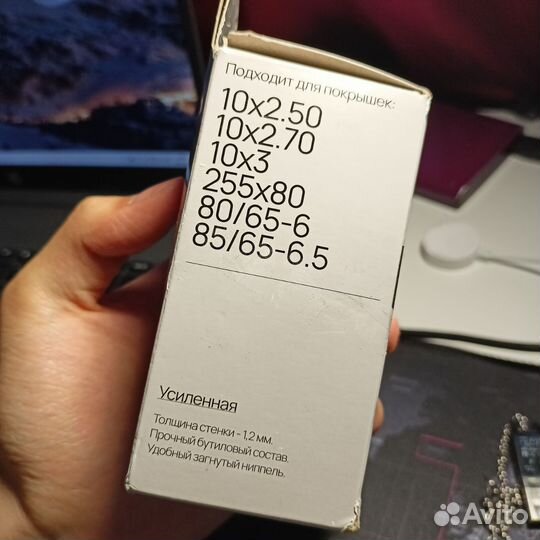 Подходит для покрышек:
10x2.50
10x2.70
10x3
255x80
80/65-6
85/65-6.5
Усиленная
Толщина стенки - 1,2 мм.
Прочный бутиловый состав.
Удобный загнутый ниппель.
Avito